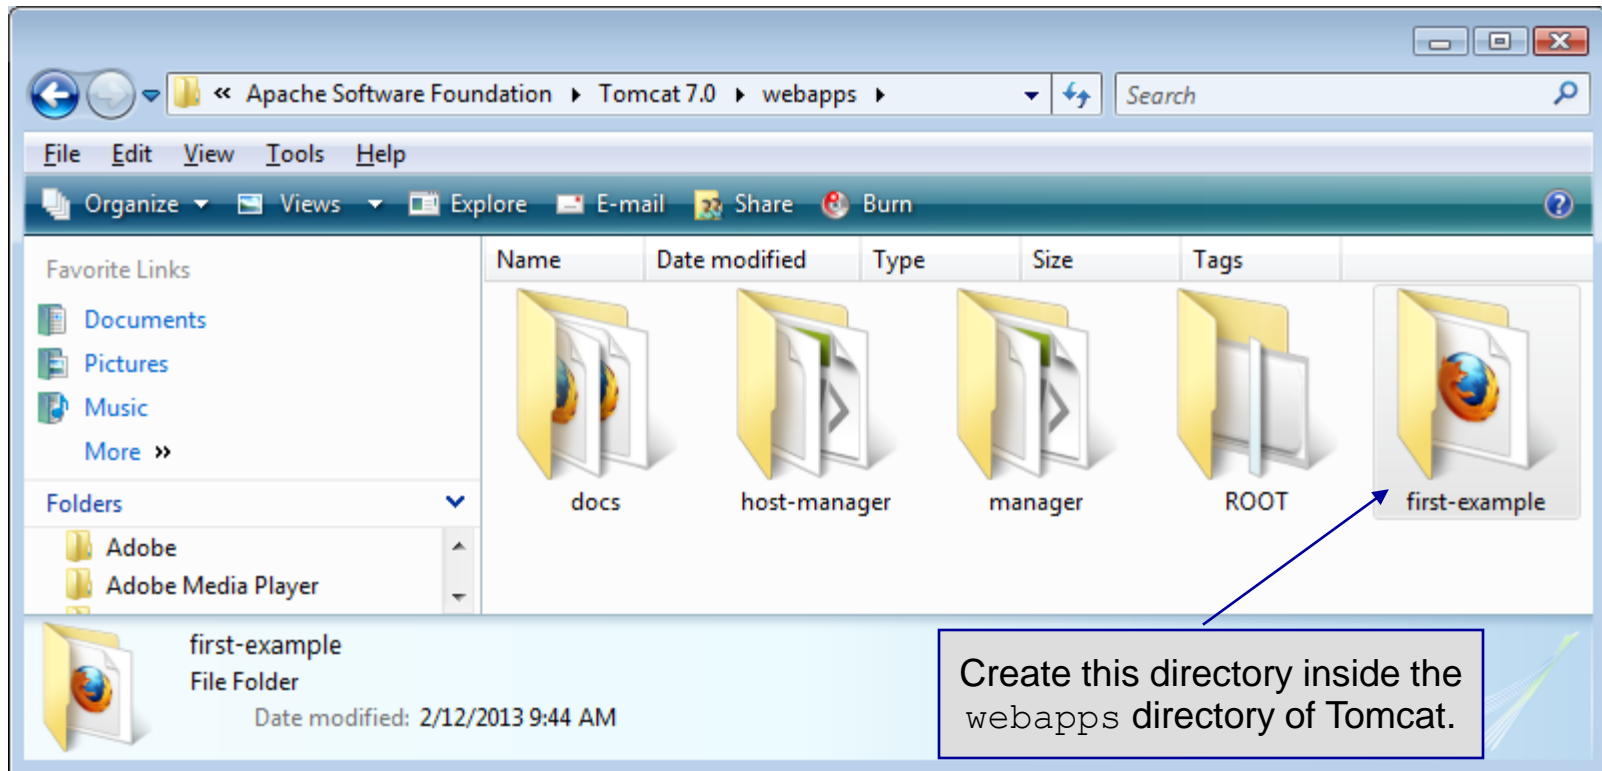 « Apache Software Foundation ▸ Tomcat 7.0 ▸ webapps ▸
Search
File Edit View Tools Help
Organize Views Explore E-mail Share Burn
Favorite Links
Documents
Pictures
Music
More »
Folders
Adobe
Adobe Media Player
Name Date modified Type Size Tags
docs host-manager manager ROOT first-example
first-example
File Folder
Date modified: 2/12/2013 9:44 AM
Create this directory inside the
webapps directory of Tomcat.